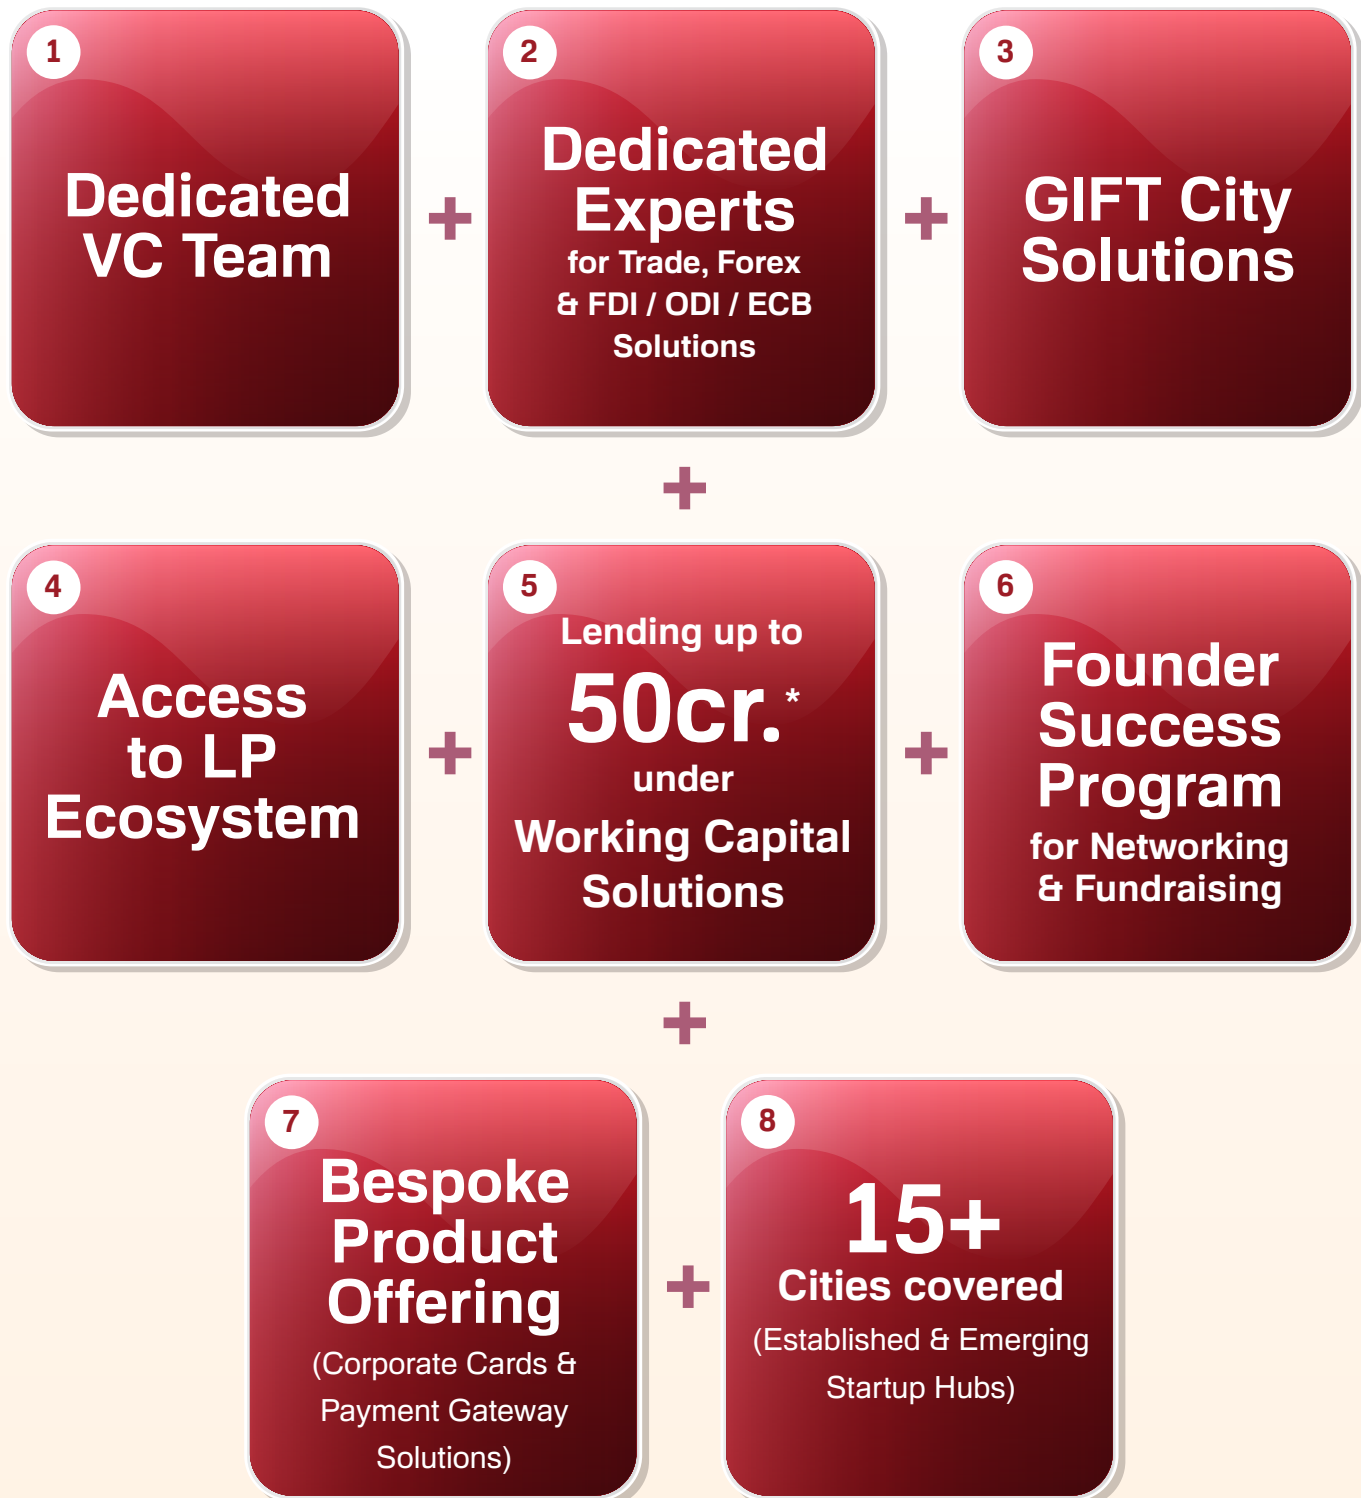 1
Dedicated
VC Team
+
2
Dedicated
Experts
for Trade, Forex
& FDI / ODI / ECB
Solutions
+
3
GIFT City
Solutions
+
4
Access
to LP
Ecosystem
+
5
Lending up to
50cr.*
under
Working Capital
Solutions
+
6
Founder
Success
Program
for Networking
& Fundraising
+
7
Bespoke
Product
Offering
(Corporate Cards &
Payment Gateway
Solutions)
+
8
15+
Cities covered
(Established & Emerging
Startup Hubs)